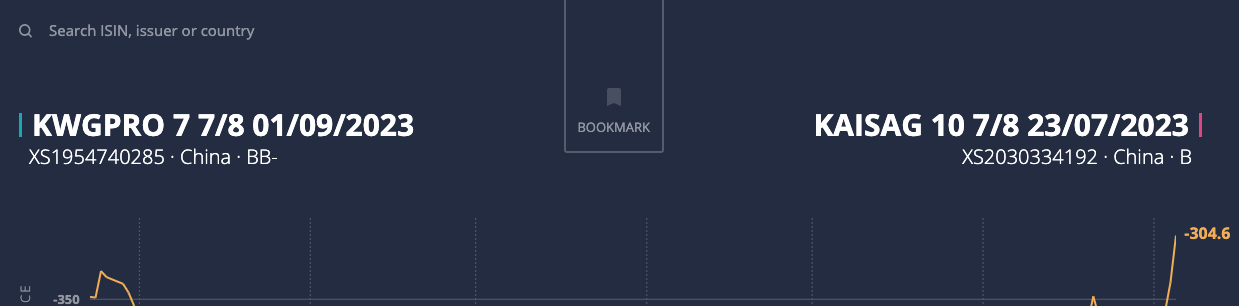 Search ISIN, issuer or country
BOOKMARK
KWGPRO 7 7/8 01/09/2023
XS1954740285 · China · BB-
KAISAG 10 7/8 23/07/2023
XS2030334192 · China · B
-304.6
-350
CE